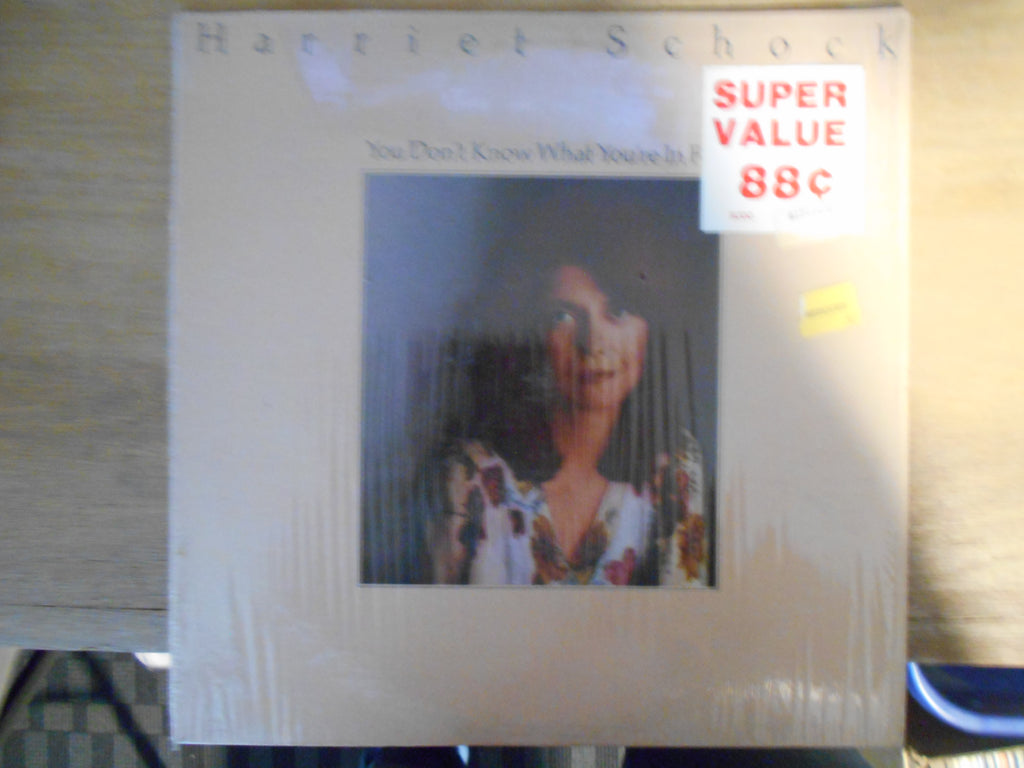 Harriet Schock
SUPER
VALUE
88¢
You Don't Know What You're In